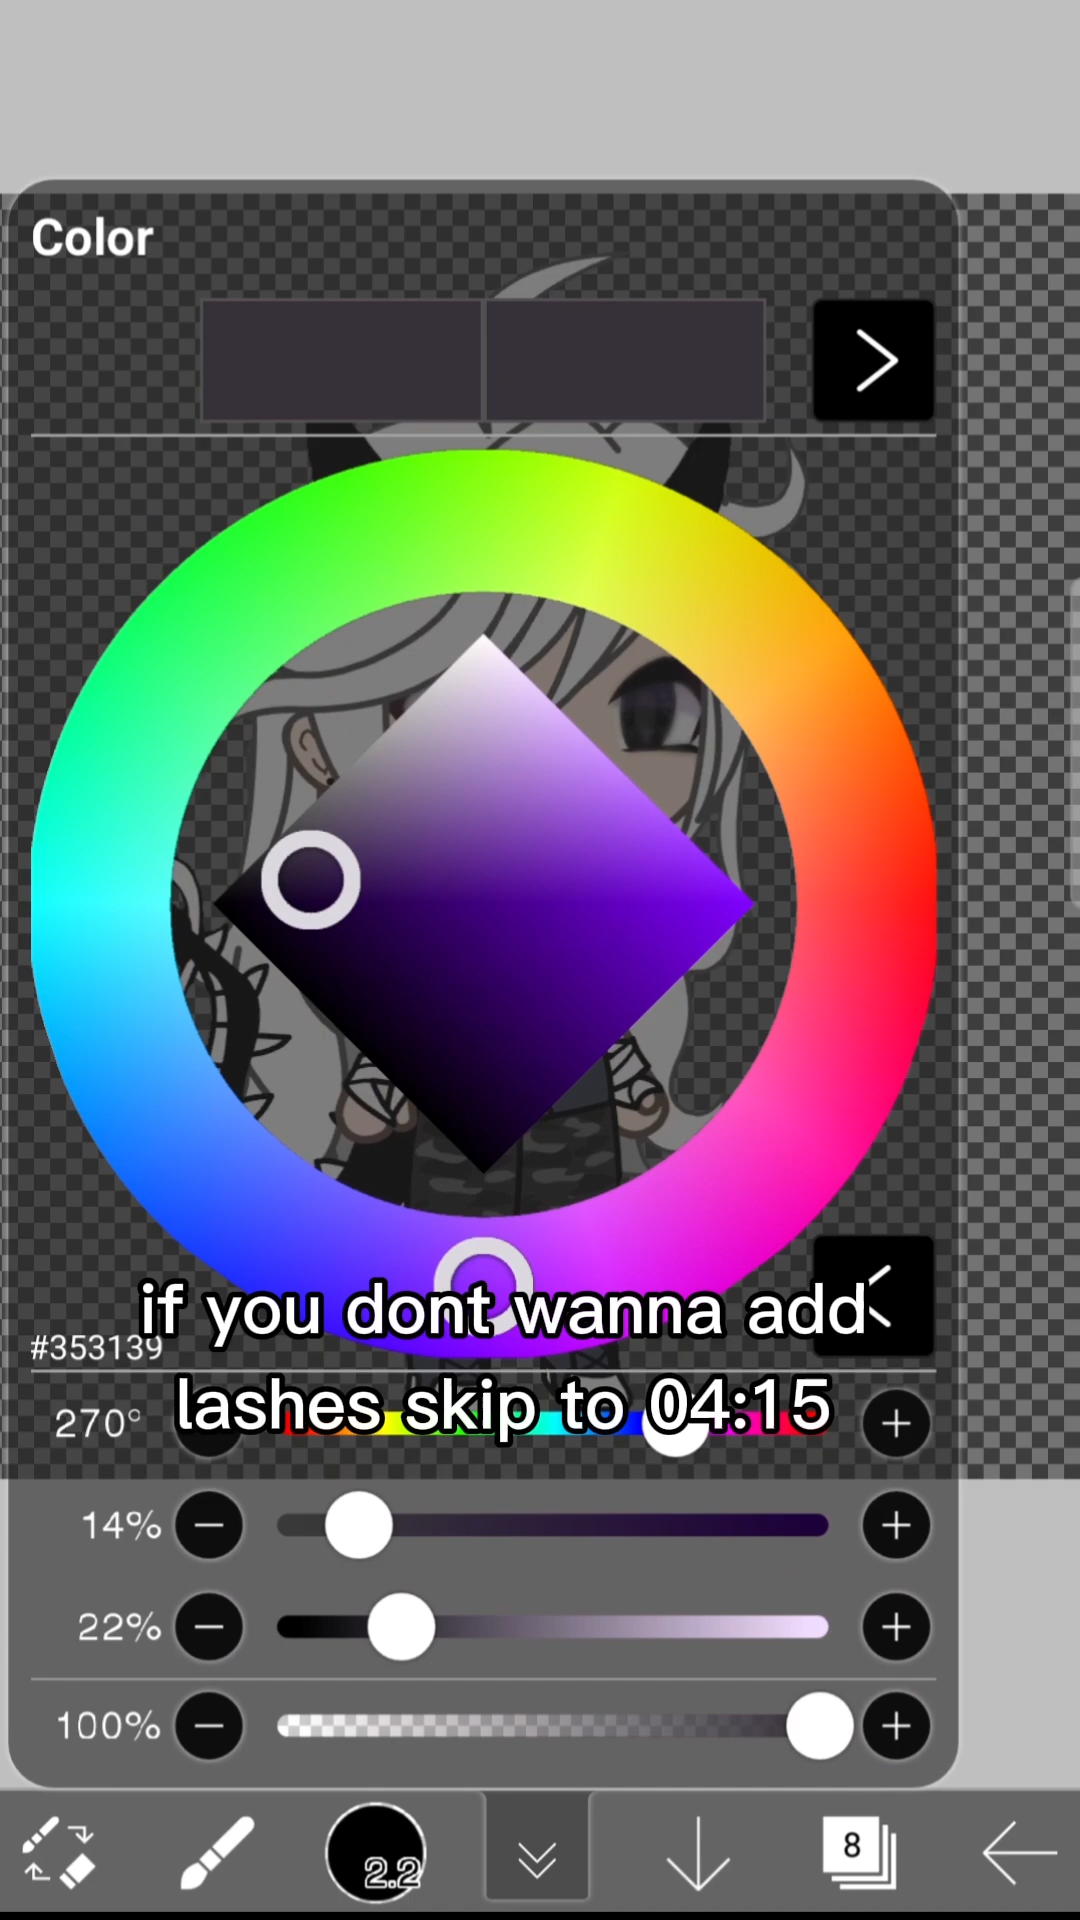 Color
if you dont wanna add
#353139
lashes skip to 04:15
270°
14%
22%
100%
2.2
8